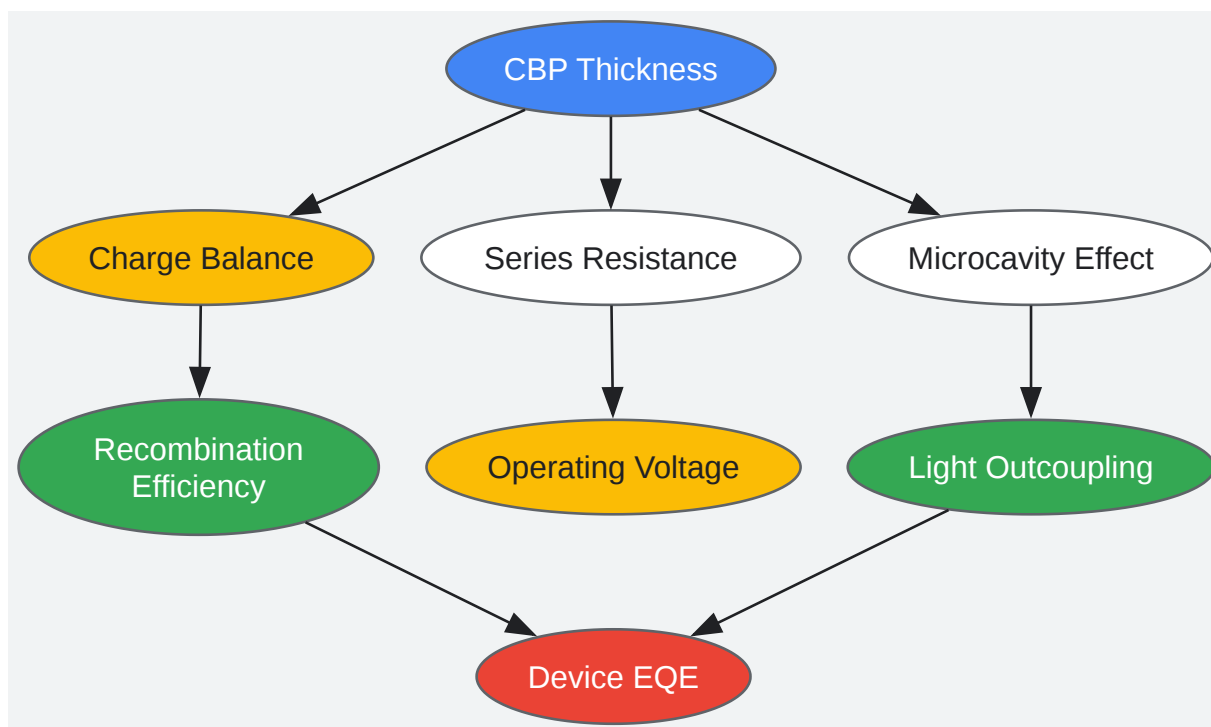 CBP Thickness
Charge Balance
Series Resistance
Microcavity Effect
Recombination
Efficiency
Operating Voltage
Light Outcoupling
Device EQE